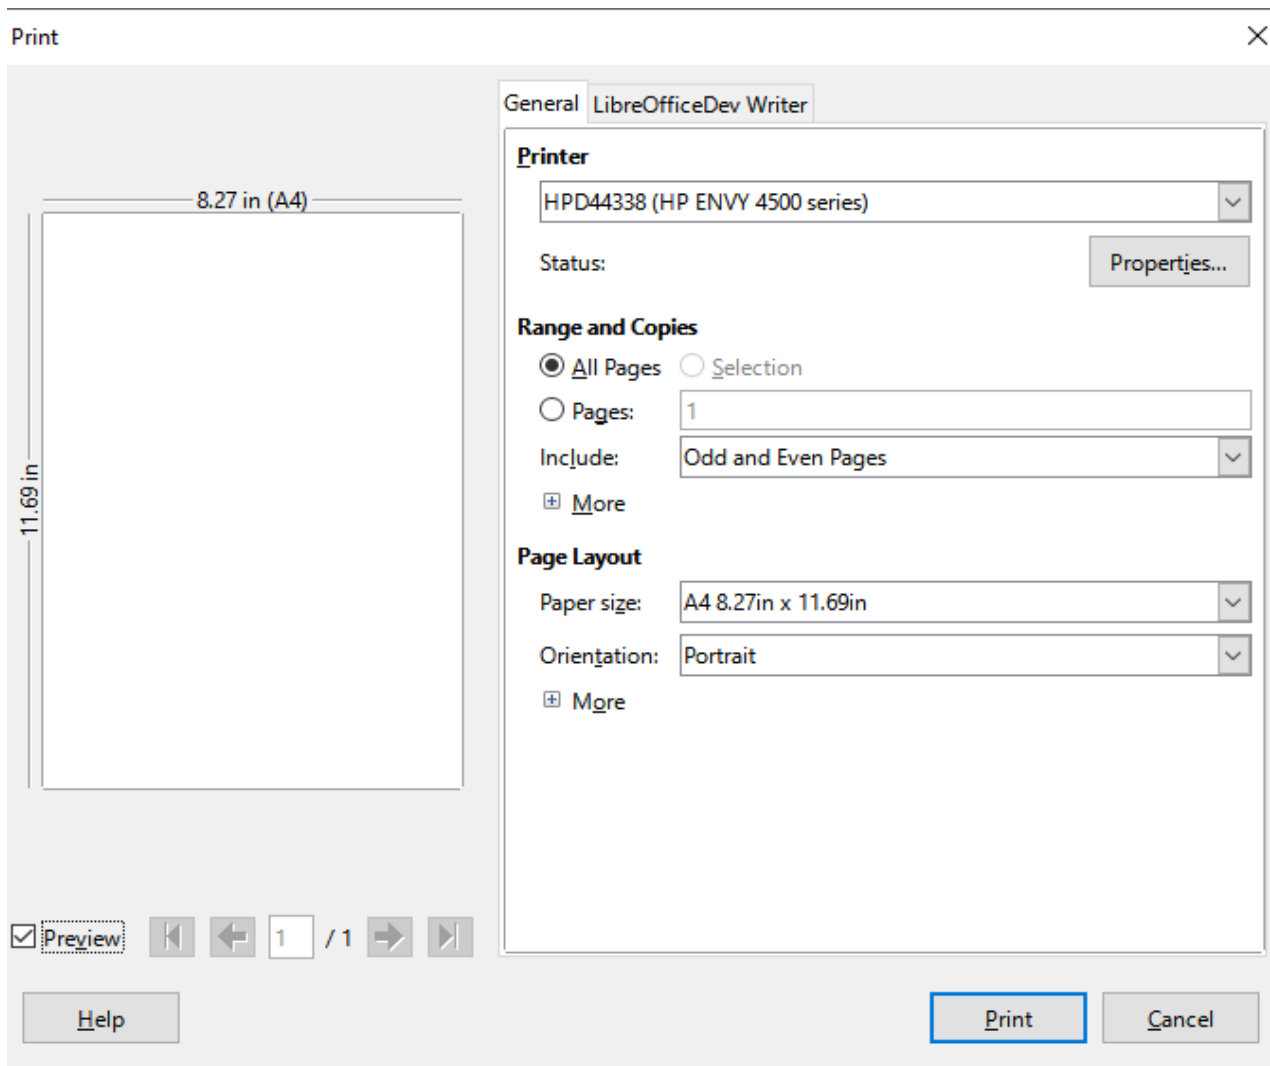 Print
General LibreOfficeDev Writer
Printer
8.27 in (A4)
HPD44338 (HP ENVY 4500 series)
Status: Properties...
Range and Copies
All Pages Selection
Pages: 1
11.69 in
Include: Odd and Even Pages
More
Page Layout
Paper size: A4 8.27in x 11.69in
Orientation: Portrait
More
Preview 1 / 1
Help Print Cancel